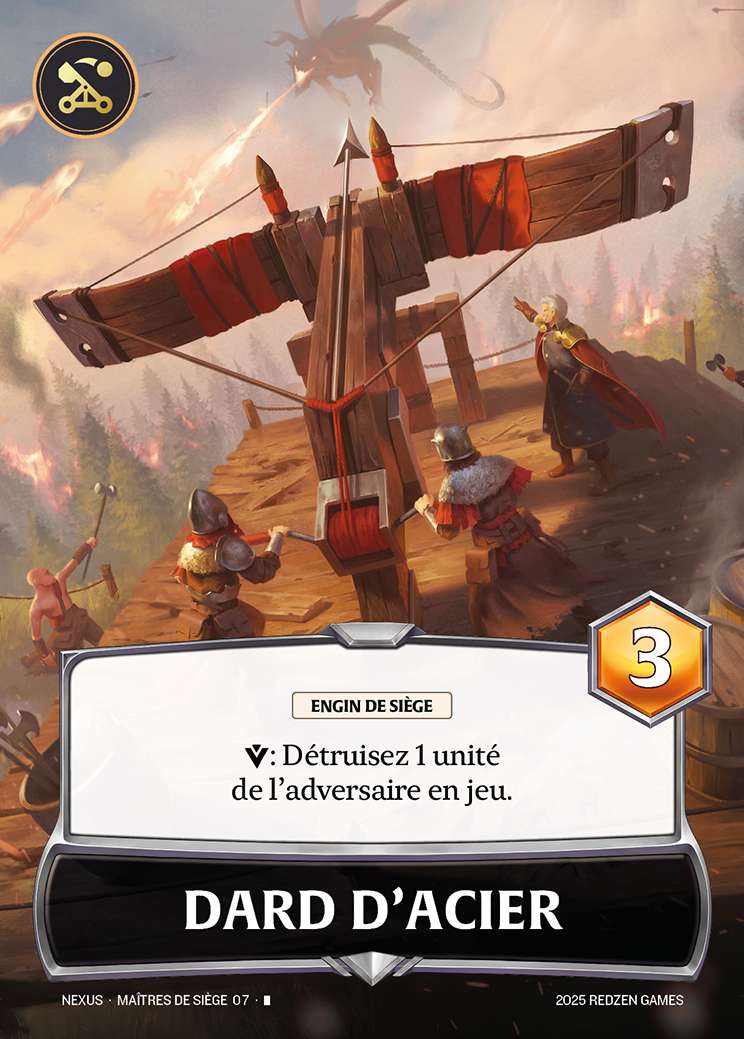 3
ENGIN DE SIÈGE
: Détruisez 1 unité
de l’adversaire en jeu.
DARD D’ACIER
NEXUS · MAÎTRES DE SIÈGE 07 ·
2025 REDZEN GAMES